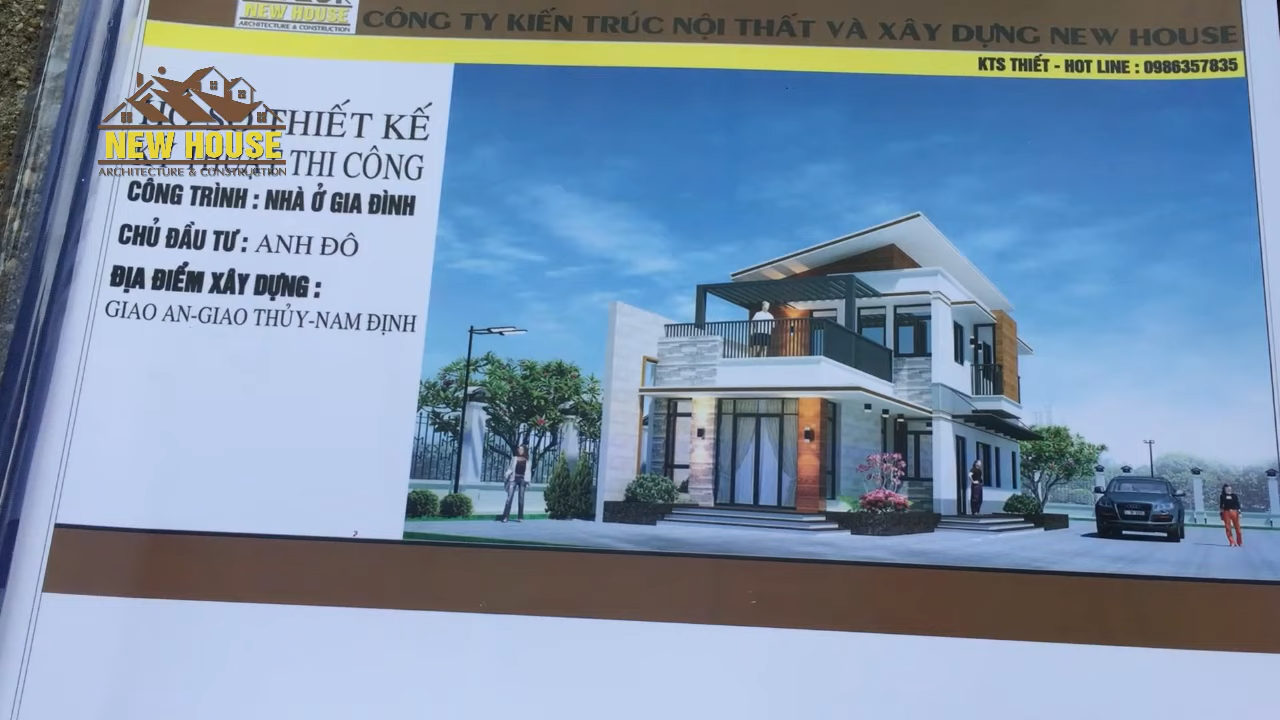 NEW HOUSE
ARCHITECTURE & CONSTRUCTION
CÔNG TY KIẾN TRÚC NỘI THẤT VÀ XÂY DỰNG NEW HOUSE
KTS THIẾT - HOT LINE : 0986357835
THIẾT KẾ
THI CÔNG
NEW HOUSE
ARCHITECTURE & CONSTRUCTION
CÔNG TRÌNH : NHÀ Ở GIA ĐÌNH
CHỦ ĐẦU TƯ : ANH ĐÔ
ĐỊA ĐIỂM XÂY DỰNG :
GIAO AN-GIAO THỦY-NAM ĐỊNH